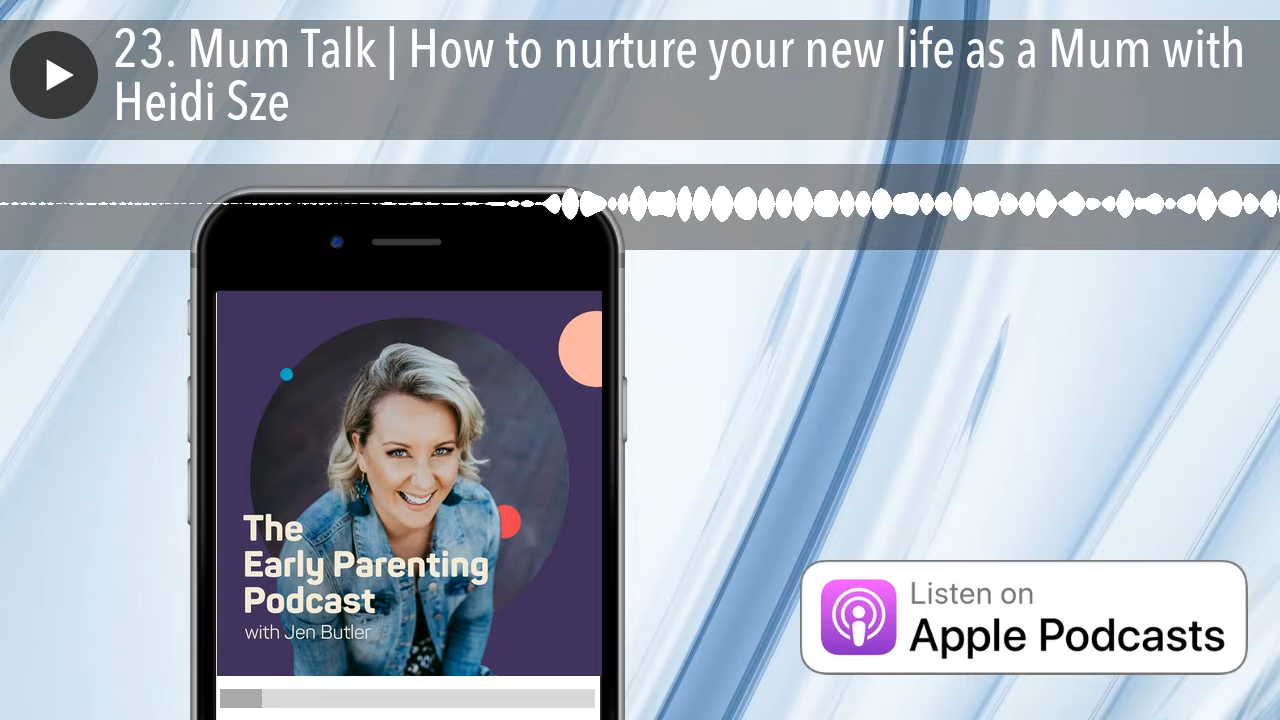 23. Mum Talk | How to nurture your new life as a Mum with
Heidi Sze
The
Early Parenting
Podcast
with Jen Butler
Listen on
Apple Podcasts